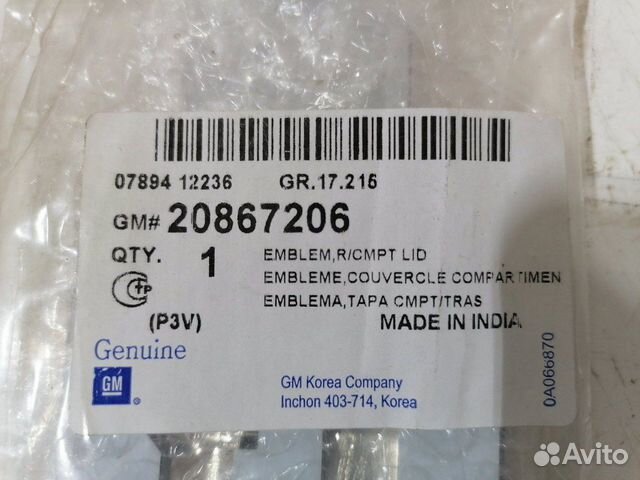 07894 12236 GR.17.215
GM# 20867206
QTY. 1 EMBLEM,R/CMPT LID
EMBLEME,COUVERCLE COMPARTIMEN
EMBLEMA,TAPA CMPT/TRAS
(P3V) MADE IN INDIA
Genuine
GM
GM Korea Company
Inchon 403-714, Korea
0A066870
Avito